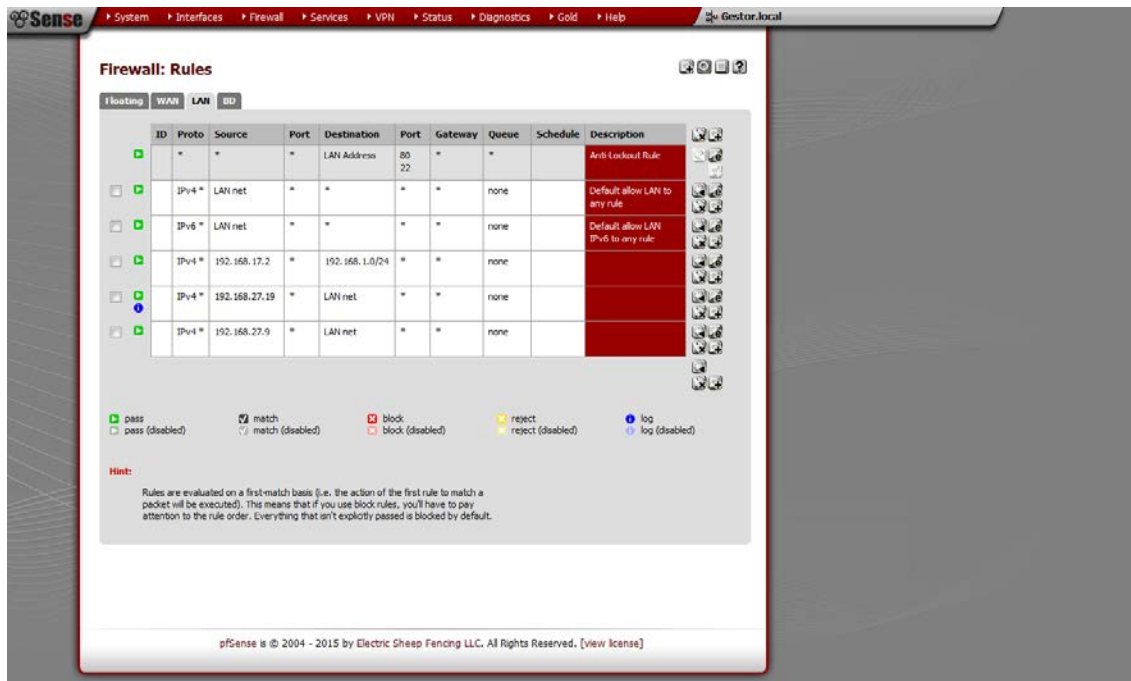 Sense System Interfaces Firewall Services VPN Status Diagnostics Gold Help Gestor.local
Firewall: Rules
Floating WAN LAN BD
ID Proto Source Port Destination Port Gateway Queue Schedule Description
* * * LAN Address 80 * * Anti-Lockout Rule
22
IPv4 * LAN net * * * * none Default allow LAN to
any rule
IPv6 * LAN net * * * * none Default allow LAN
IPv6 to any rule
IPv4 * 192.168.17.2 * 192.168.1.0/24 * * none
IPv4 * 192.168.27.19 * LAN net * * none
IPv4 * 192.168.27.9 * LAN net * * none
pass match block reject log
pass (disabled) match (disabled) block (disabled) reject (disabled) log (disabled)
Hint:
Rules are evaluated on a first-match basis (i.e. the action of the first rule to match a
packet will be executed). This means that if you use block rules, you'll have to pay
attention to the rule order. Everything that isn't explicitly passed is blocked by default.
pfSense is © 2004 - 2015 by Electric Sheep Fencing LLC. All Rights Reserved. [view license]